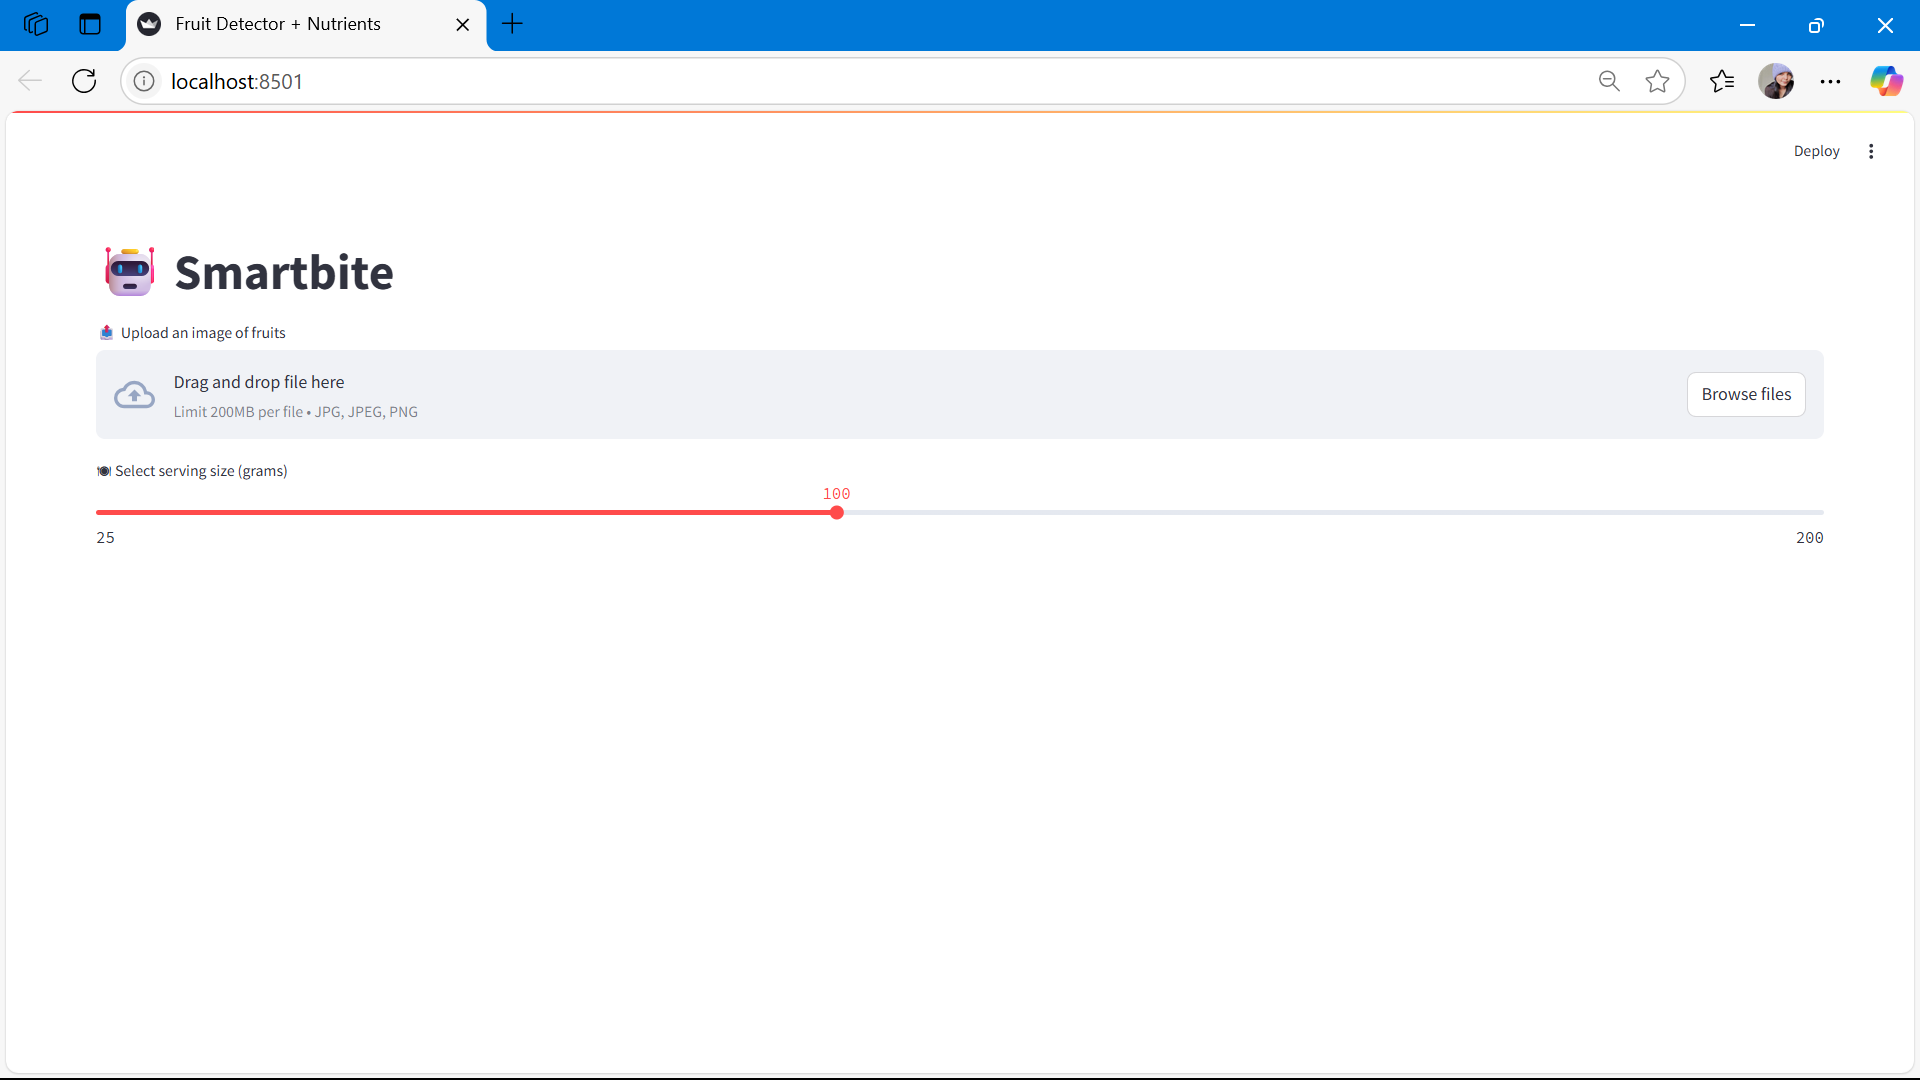 Fruit Detector + Nutrients
localhost:8501
Deploy
Smartbite
Upload an image of fruits
Drag and drop file here
Limit 200MB per file • JPG, JPEG, PNG
Browse files
Select serving size (grams)
100
25
200